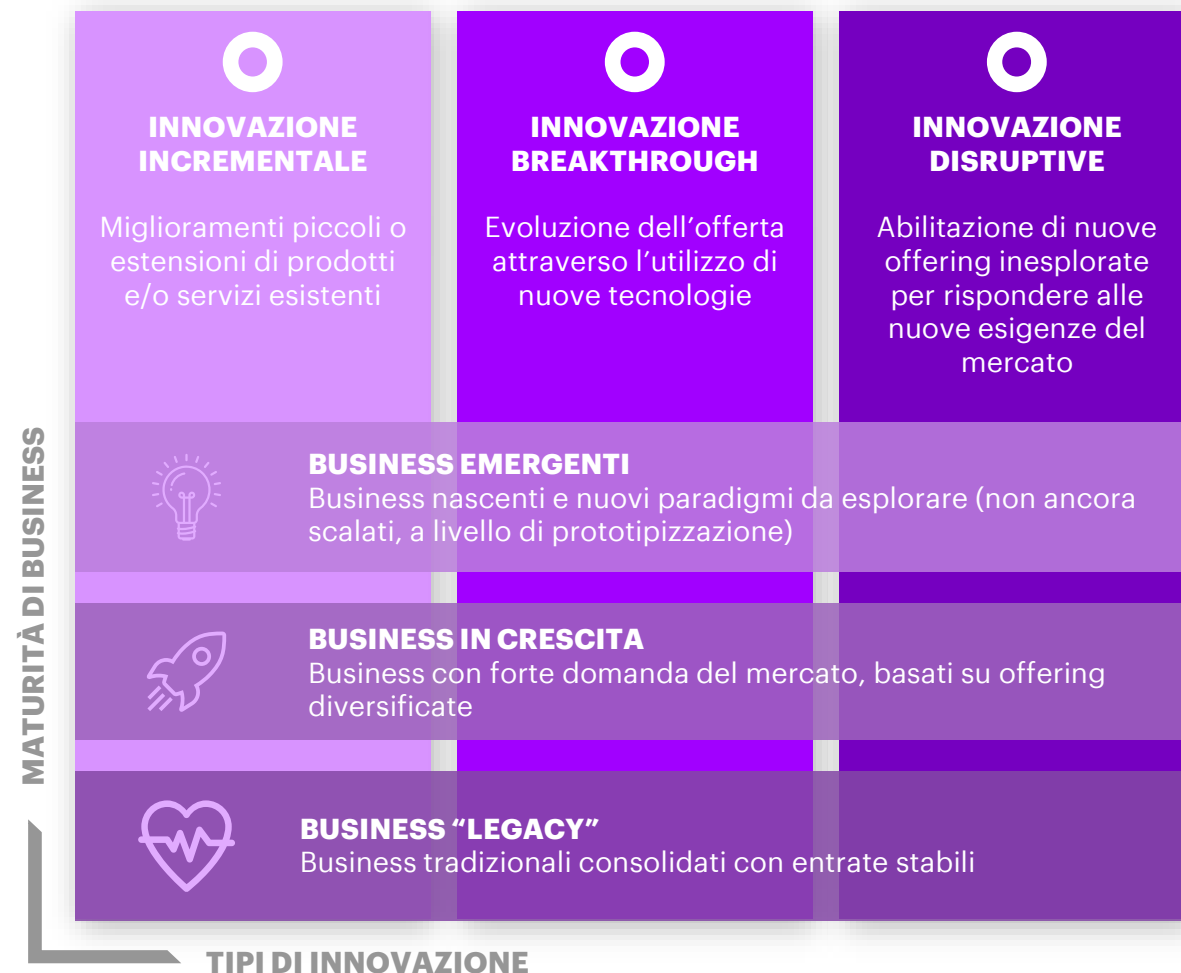 INNOVAZIONE
INCREMENTALE
Miglioramenti piccoli o
estensioni di prodotti
e/o servizi esistenti
INNOVAZIONE
BREAKTHROUGH
Evoluzione dell’offerta
attraverso l’utilizzo di
nuove tecnologie
INNOVAZIONE
DISRUPTIVE
Abilitazione di nuove
offering inesplorate
per rispondere alle
nuove esigenze del
mercato
MATURITÀ DI BUSINESS
BUSINESS EMERGENTI
Business nascenti e nuovi paradigmi da esplorare (non ancora
scalati, a livello di prototipizzazione)
BUSINESS IN CRESCITA
Business con forte domanda del mercato, basati su offering
diversificate
BUSINESS “LEGACY”
Business tradizionali consolidati con entrate stabili
TIPI DI INNOVAZIONE